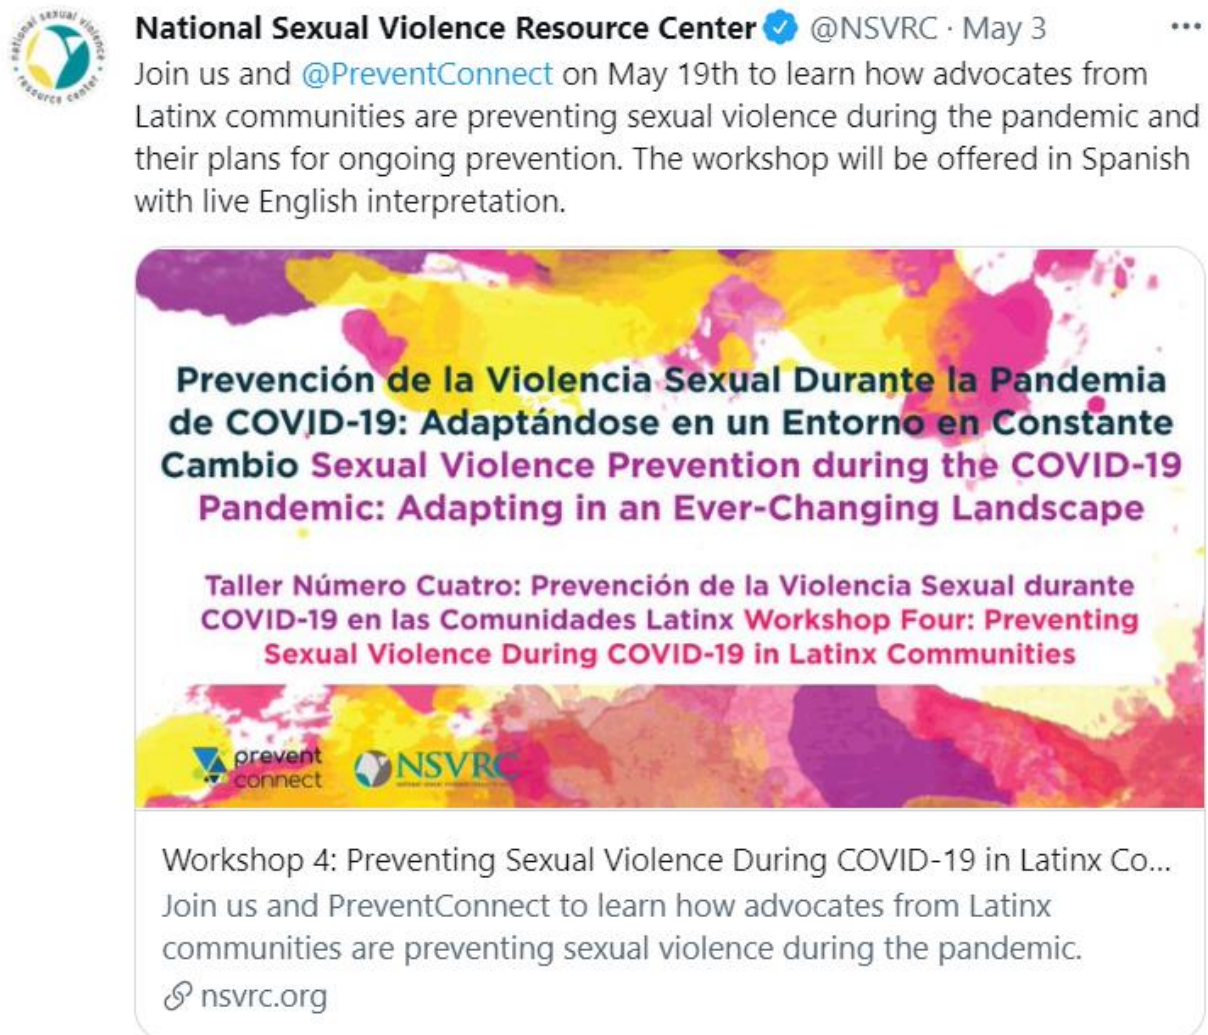 National Sexual Violence Resource Center @NSVRC · May 3
Join us and @PreventConnect on May 19th to learn how advocates from
Latinx communities are preventing sexual violence during the pandemic and
their plans for ongoing prevention. The workshop will be offered in Spanish
with live English interpretation.
Prevención de la Violencia Sexual Durante la Pandemia
de COVID-19: Adaptándose en un Entorno en Constante
Cambio Sexual Violence Prevention during the COVID-19
Pandemic: Adapting in an Ever-Changing Landscape
Taller Número Cuatro: Prevención de la Violencia Sexual durante
COVID-19 en las Comunidades Latinx Workshop Four: Preventing
Sexual Violence During COVID-19 in Latinx Communities
prevent
connect
NSVRC
Workshop 4: Preventing Sexual Violence During COVID-19 in Latinx Co...
Join us and PreventConnect to learn how advocates from Latinx
communities are preventing sexual violence during the pandemic.
nsvrc.org
national sexual violence
resource center